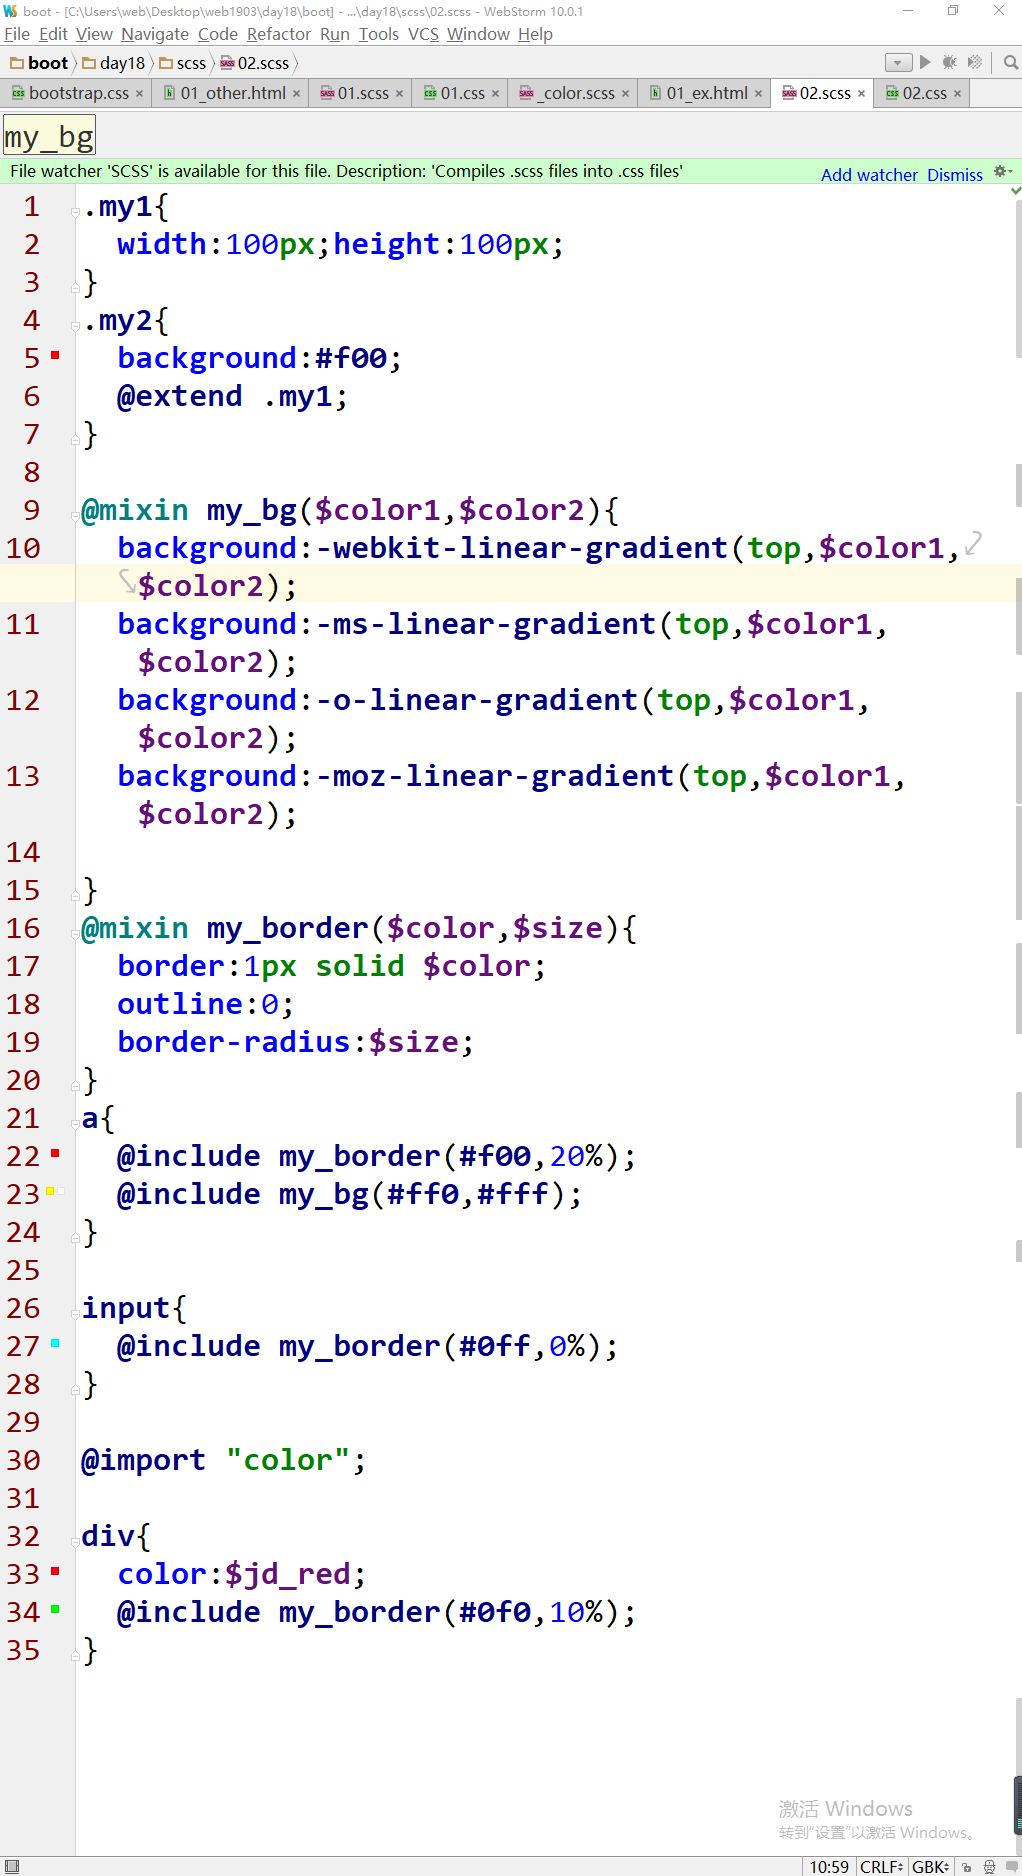 boot - [C:\Users\web\Desktop\web1903\day18\boot] - ...\day18\scss\02.scss - WebStorm 10.0.1
File Edit View Navigate Code Refactor Run Tools VCS Window Help
boot day18 scss 02.scss
bootstrap.css 01_other.html 01.scss 01.css _color.scss 01_ex.html 02.scss 02.css
my_bg
File watcher 'SCSS' is available for this file. Description: 'Compiles .scss files into .css files' Add watcher Dismiss
1 .my1{
2 width:100px;height:100px;
3 }
4 .my2{
5 background:#f00;
6 @extend .my1;
7 }
8
9 @mixin my_bg($color1,$color2){
10 background:-webkit-linear-gradient(top,$color1,
$color2);
11 background:-ms-linear-gradient(top,$color1,
$color2);
12 background:-o-linear-gradient(top,$color1,
$color2);
13 background:-moz-linear-gradient(top,$color1,
$color2);
14
15 }
16 @mixin my_border($color,$size){
17 border:1px solid $color;
18 outline:0;
19 border-radius:$size;
20 }
21 a{
22 @include my_border(#f00,20%);
23 @include my_bg(#ff0,#fff);
24 }
25
26 input{
27 @include my_border(#0ff,0%);
28 }
29
30 @import "color";
31
32 div{
33 color:$jd_red;
34 @include my_border(#0f0,10%);
35 }
激活 Windows
转到“设置”以激活 Windows。
10:59 CRLF GBK